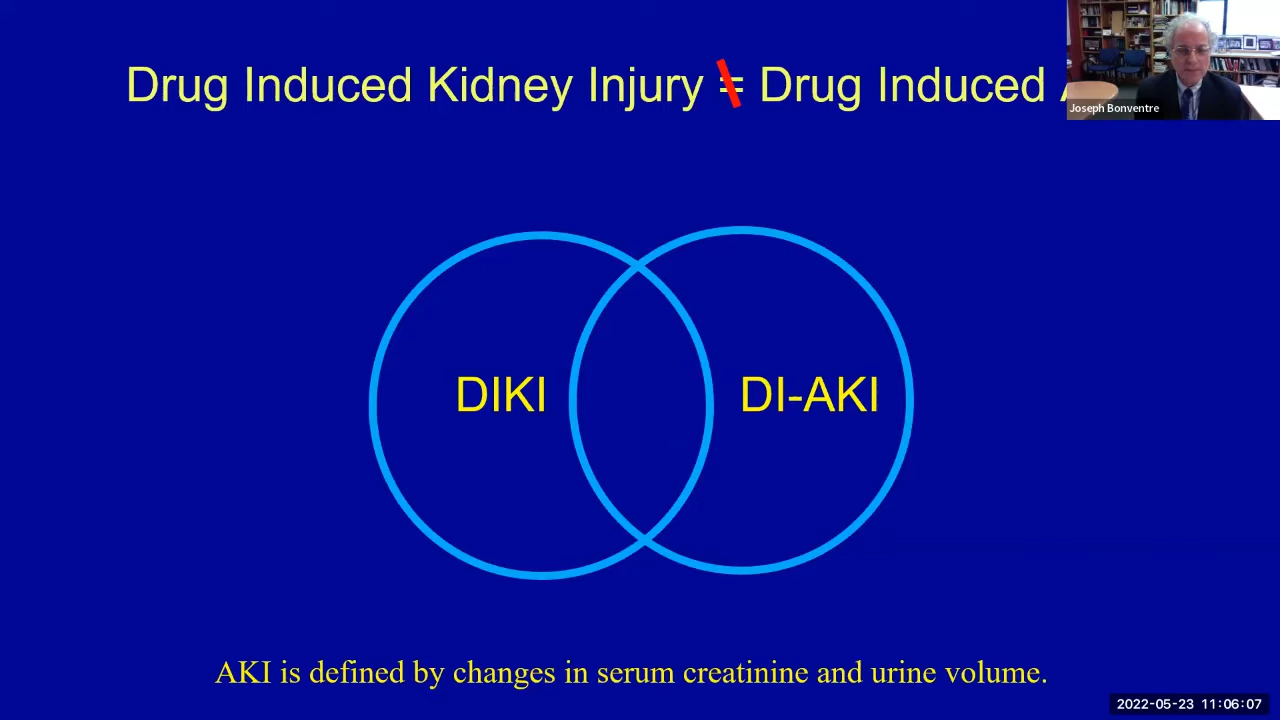 Drug Induced Kidney Injury ≠ Drug Induced
Joseph Bonventre
DIKI
DI-AKI
AKI is defined by changes in serum creatinine and urine volume.
2022-05-23 11:06:07